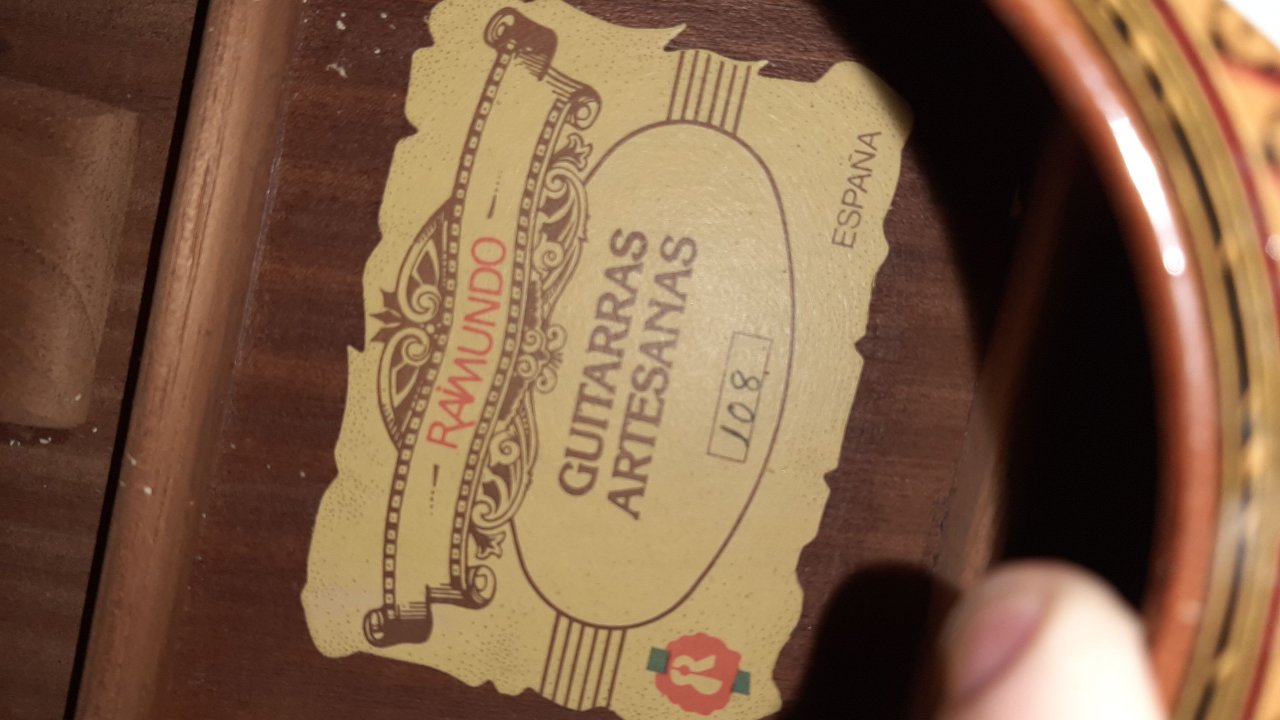 RAIMUNDO
GUITARRAS
ARTESANAS
108.
ESPAÑA
R